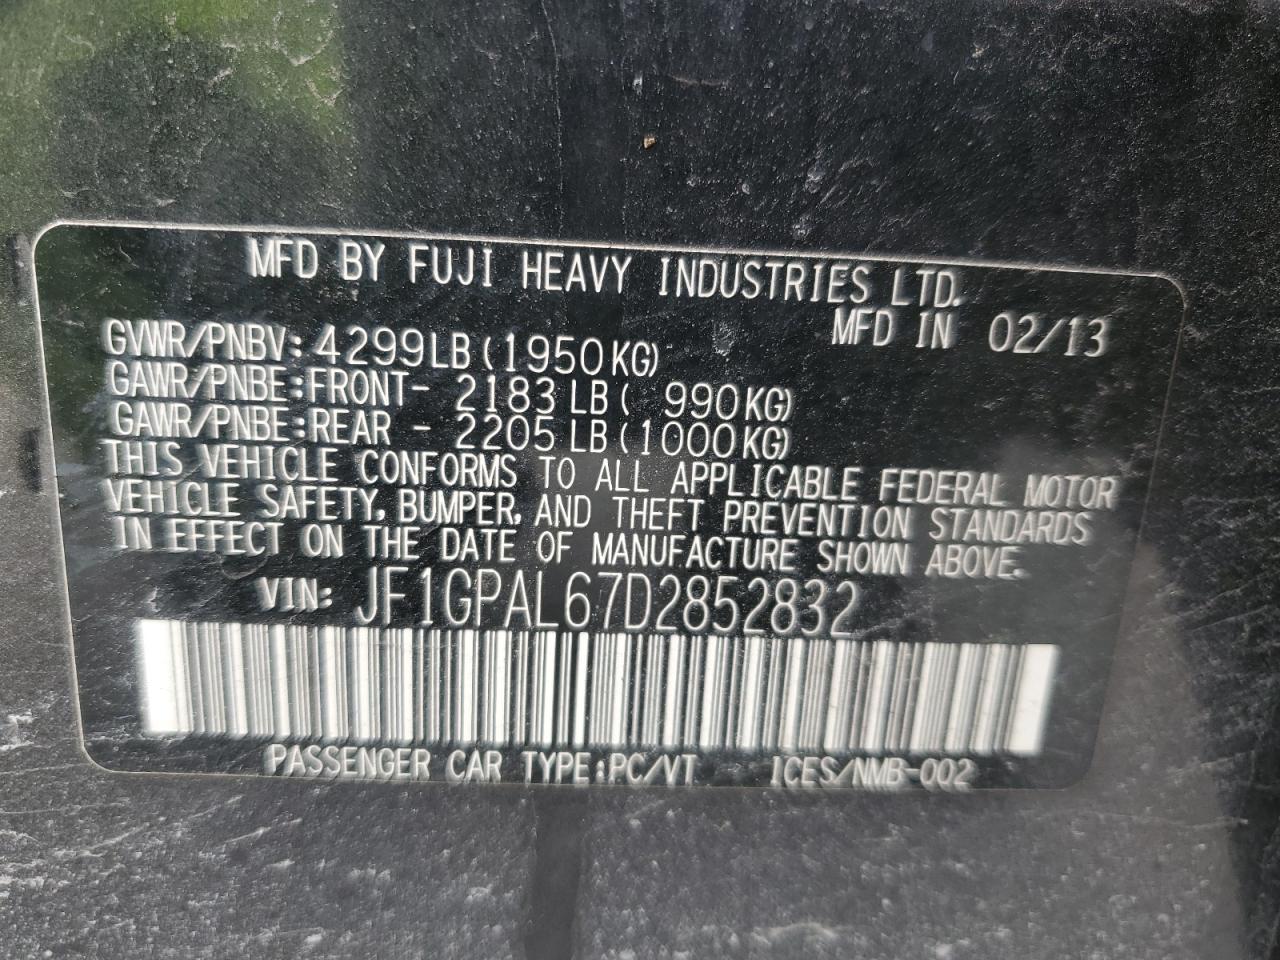 MFD BY FUJI HEAVY INDUSTRIES LTD.
MFD IN 02/13
GVWR/PNBV: 4299LB (1950KG)
GAWR/PNBE: FRONT- 2183 LB ( 990KG)
GAWR/PNBE: REAR - 2205 LB (1000KG)
THIS VEHICLE CONFORMS TO ALL APPLICABLE FEDERAL MOTOR
VEHICLE SAFETY, BUMPER, AND THEFT PREVENTION STANDARDS
IN EFFECT ON THE DATE OF MANUFACTURE SHOWN ABOVE.
VIN: JF1GPAL67D2852832
PASSENGER CAR TYPE: PC/VT ICES/NMB-002